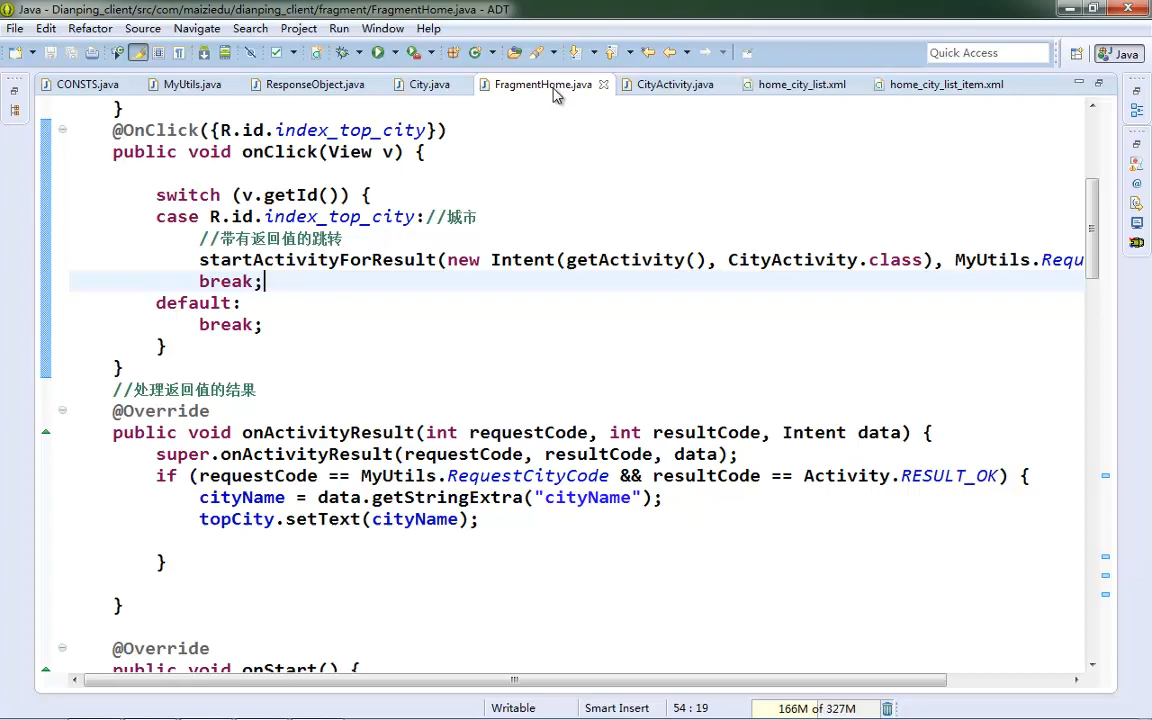 Java - Dianping_client/src/com/maiziedu/dianping_client/fragment/FragmentHome.java - ADT
File Edit Refactor Source Navigate Search Project Run Window Help
Quick Access Java
CONSTS.java MyUtils.java ResponseObject.java City.java FragmentHome.java CityActivity.java home_city_list.xml home_city_list_item.xml
}
@OnClick({R.id.index_top_city})
public void onClick(View v) {
switch (v.getId()) {
case R.id.index_top_city://城市
//带有返回值的跳转
startActivityForResult(new Intent(getActivity(), CityActivity.class), MyUtils.Requ
break;
default:
break;
}
}
//处理返回值的结果
@Override
public void onActivityResult(int requestCode, int resultCode, Intent data) {
super.onActivityResult(requestCode, resultCode, data);
if (requestCode == MyUtils.RequestCityCode && resultCode == Activity.RESULT_OK) {
cityName = data.getStringExtra("cityName");
topCity.setText(cityName);
}
}
@Override
public void onStart() {
Writable Smart Insert 54 : 19 166M of 327M